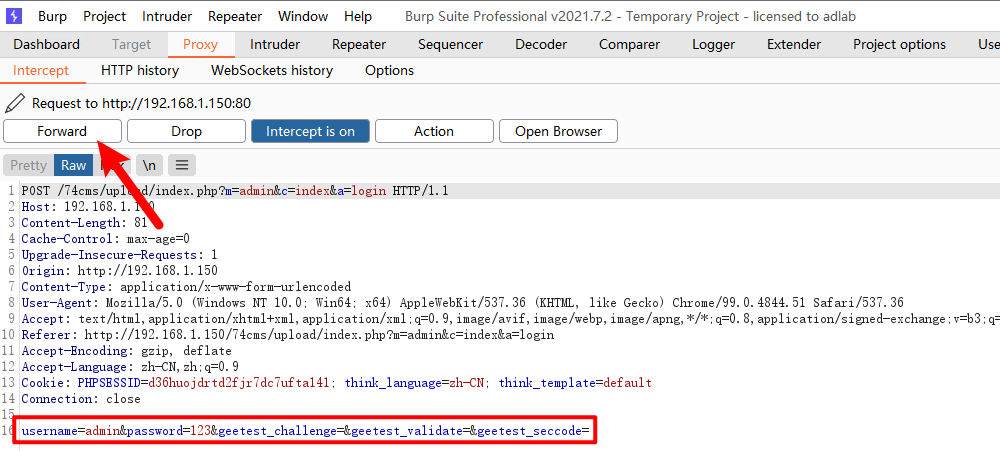 Burp Project Intruder Repeater Window Help Burp Suite Professional v2021.7.2 - Temporary Project - licensed to adlab
Dashboard Target Proxy Intruder Repeater Sequencer Decoder Comparer Logger Extender Project options Use
Intercept HTTP history WebSockets history Options
Request to http://192.168.1.150:80
Forward Drop Intercept is on Action Open Browser
Pretty Raw \n
1 POST /74cms/upload/index.php?m=admin&c=index&a=login HTTP/1.1
2 Host: 192.168.1.150
3 Content-Length: 81
4 Cache-Control: max-age=0
5 Upgrade-Insecure-Requests: 1
6 Origin: http://192.168.1.150
7 Content-Type: application/x-www-form-urlencoded
8 User-Agent: Mozilla/5.0 (Windows NT 10.0; Win64; x64) AppleWebKit/537.36 (KHTML, like Gecko) Chrome/99.0.4844.51 Safari/537.36
9 Accept: text/html,application/xhtml+xml,application/xml;q=0.9,image/avif,image/webp,image/apng,*/*;q=0.8,application/signed-exchange;v=b3;q=
10 Referer: http://192.168.1.150/74cms/upload/index.php?m=admin&c=index&a=login
11 Accept-Encoding: gzip, deflate
12 Accept-Language: zh-CN,zh;q=0.9
13 Cookie: PHPSESSID=d36huojdrtd2fjr7dc7ufta141; think_language=zh-CN; think_template=default
14 Connection: close
15
16 username=admin&password=123&geetest_challenge=&geetest_validate=&geetest_seccode=